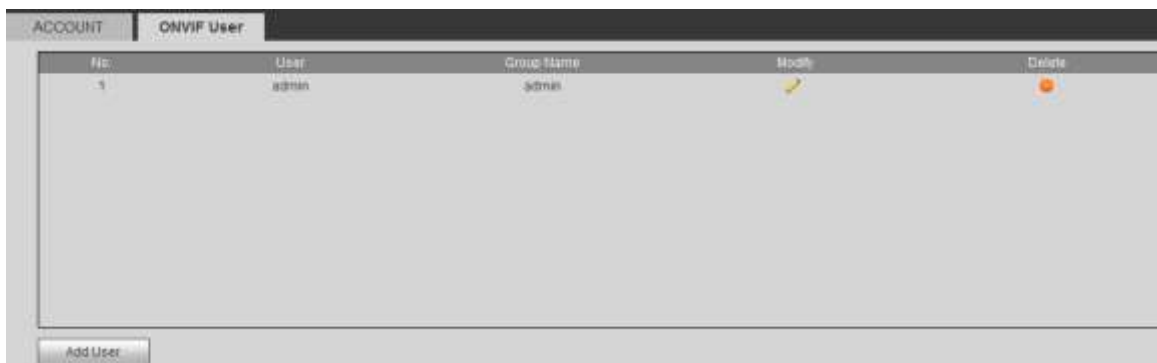 ACCOUNT ONVIF User
No. User Group Name Modify Delete
1 admin admin
Add User